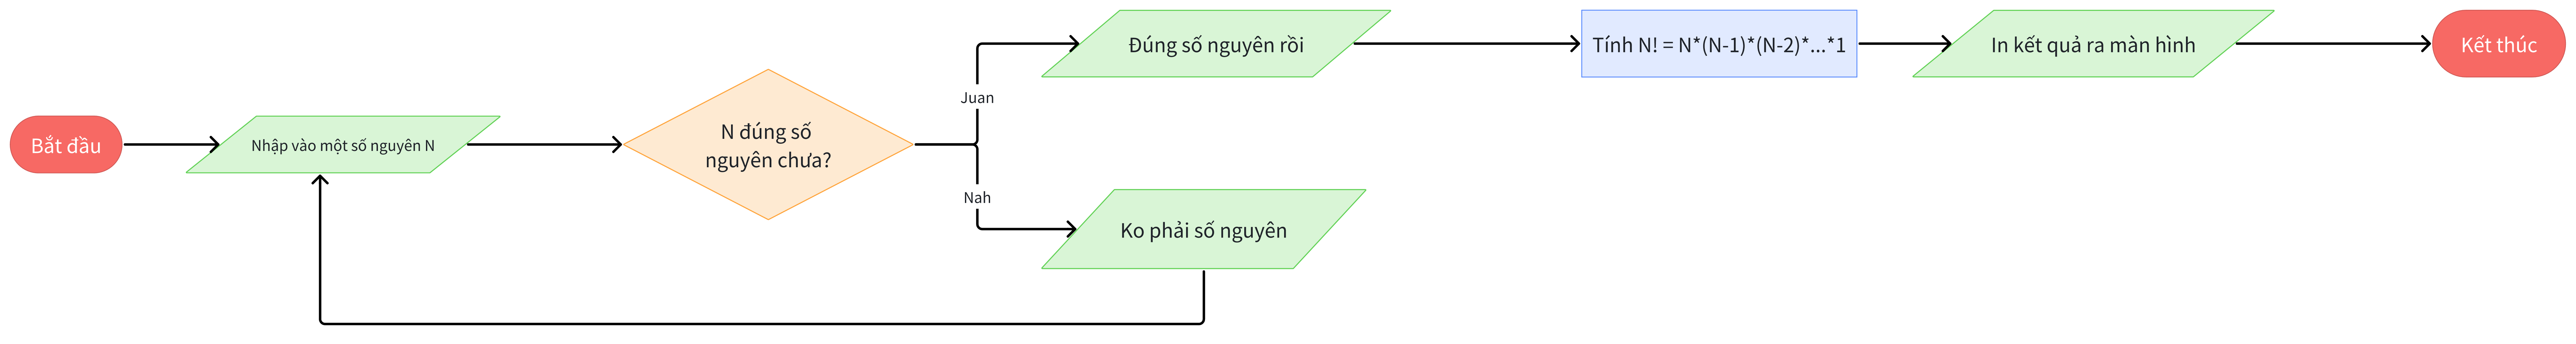 Bắt đầu
Nhập vào một số nguyên N
N đúng số
nguyên chưa?
Juan
Đúng số nguyên rồi
Tính N! = N*(N-1)*(N-2)*...*1
In kết quả ra màn hình
Kết thúc
Nah
Ko phải số nguyên